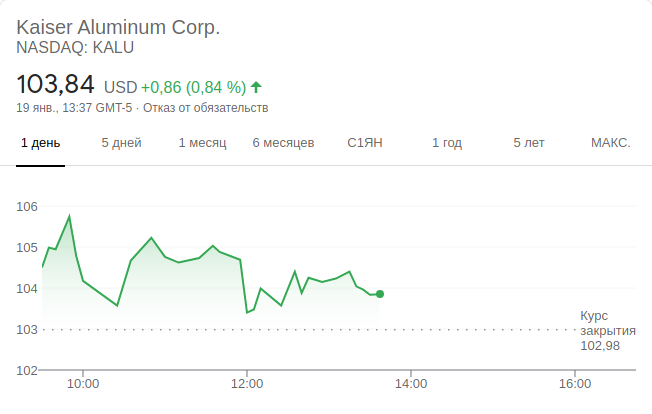 Kaiser Aluminum Corp.
NASDAQ: KALU
103,84 USD +0,86 (0,84 %)
19 янв., 13:37 GMT-5 · Отказ от обязательств
1 день 5 дней 1 месяц 6 месяцев С1ЯН 1 год 5 лет МАКС.
106
105
104
103
102
Курс
закрытия
102,98
10:00 12:00 14:00 16:00